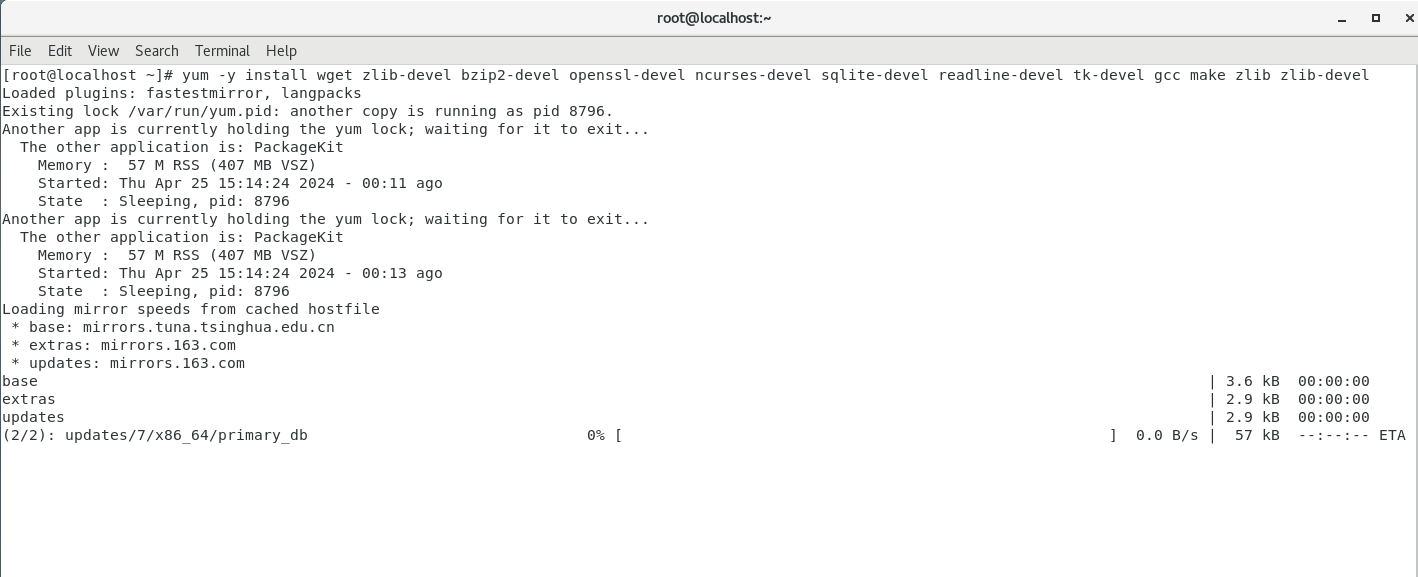 root@localhost:~
File Edit View Search Terminal Help
[root@localhost ~]# yum -y install wget zlib-devel bzip2-devel openssl-devel ncurses-devel sqlite-devel readline-devel tk-devel gcc make zlib zlib-devel
Loaded plugins: fastestmirror, langpacks
Existing lock /var/run/yum.pid: another copy is running as pid 8796.
Another app is currently holding the yum lock; waiting for it to exit...
  The other application is: PackageKit
    Memory :  57 M RSS (407 MB VSZ)
    Started: Thu Apr 25 15:14:24 2024 - 00:11 ago
    State  : Sleeping, pid: 8796
Another app is currently holding the yum lock; waiting for it to exit...
  The other application is: PackageKit
    Memory :  57 M RSS (407 MB VSZ)
    Started: Thu Apr 25 15:14:24 2024 - 00:13 ago
    State  : Sleeping, pid: 8796
Loading mirror speeds from cached hostfile
 * base: mirrors.tuna.tsinghua.edu.cn
 * extras: mirrors.163.com
 * updates: mirrors.163.com
base | 3.6 kB  00:00:00
extras | 2.9 kB  00:00:00
updates | 2.9 kB  00:00:00
(2/2): updates/7/x86_64/primary_db 0% [ ]  0.0 B/s |  57 kB  --:--:-- ETA